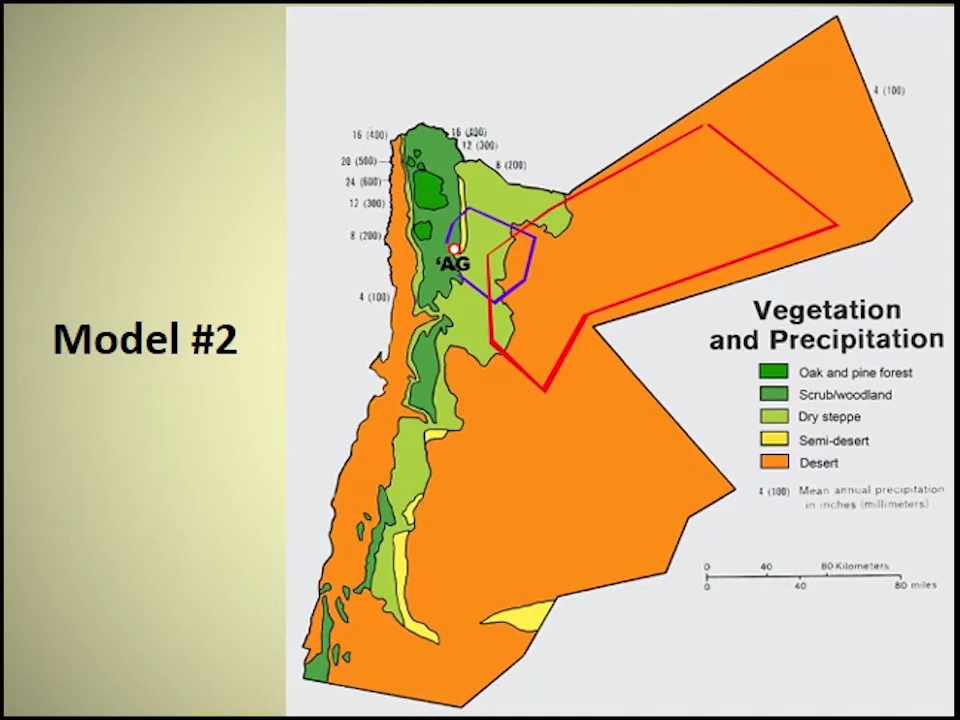 Model #2
4 (100)
16 (400)
16 (400)
12 (300)
20 (500)
8 (200)
24 (600)
12 (300)
8 (200)
‘AG
4 (100)
Vegetation
and Precipitation
Oak and pine forest
Scrub/woodland
Dry steppe
Semi-desert
Desert
4 (100) Mean annual precipitation
in inches (millimeters)
0 40 80 Kilometers
0 40 80 miles